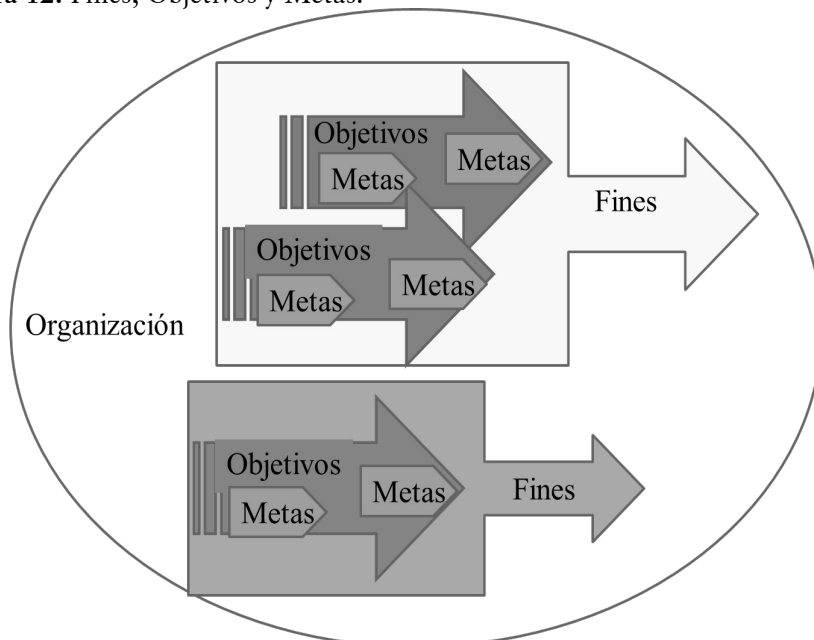 12. Fines, Objetivos y Metas.
Objetivos
Metas
Metas
Fines
Objetivos
Metas
Metas
Organización
Objetivos
Metas
Metas
Fines